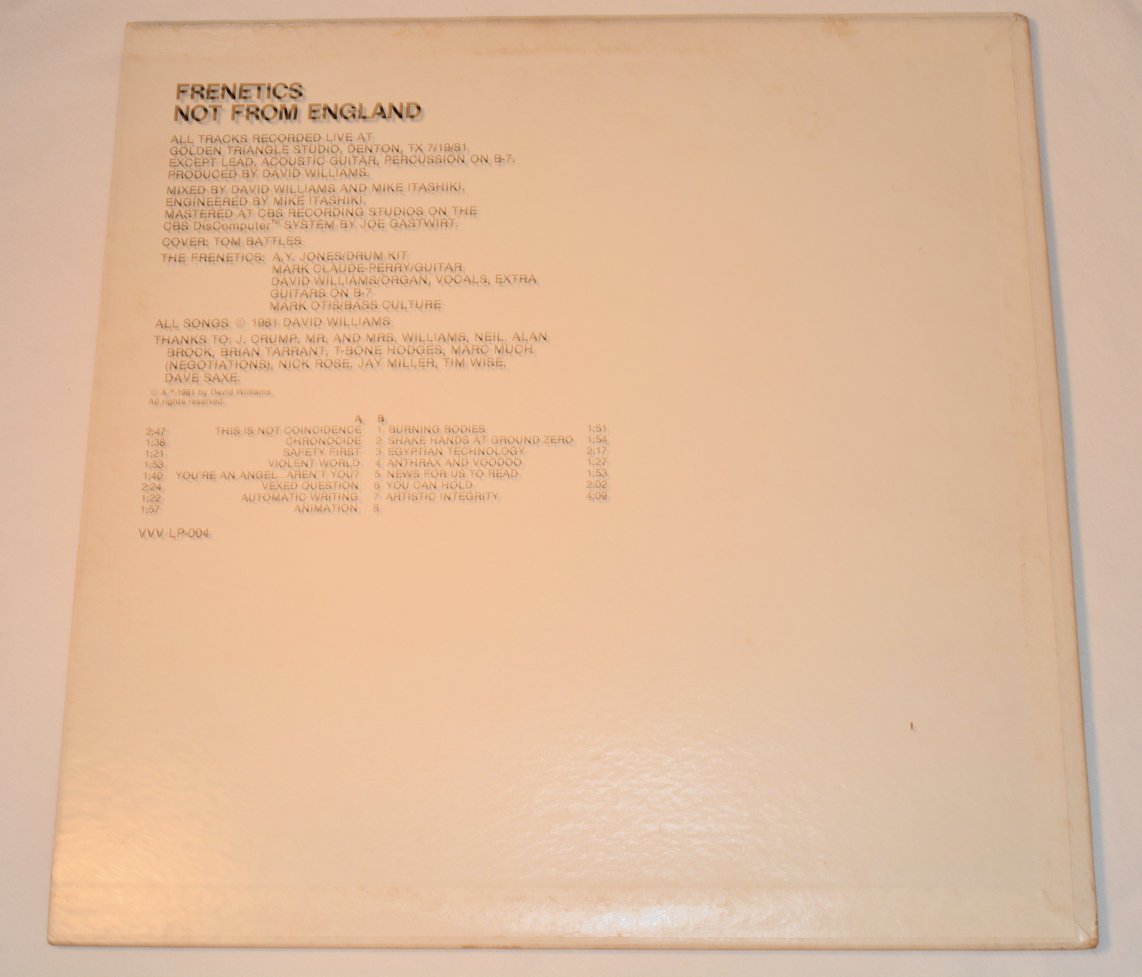 FRENETICS
NOT FROM ENGLAND
ALL TRACKS RECORDED LIVE AT
GOLDEN TRIANGLE STUDIO, DENTON, TX 7/19/81
EXCEPT LEAD, ACOUSTIC GUITAR, PERCUSSION ON B-7.
PRODUCED BY DAVID WILLIAMS.
MIXED BY DAVID WILLIAMS AND MIKE ITASHIKI.
ENGINEERED BY MIKE ITASHIKI.
MASTERED AT CBS RECORDING STUDIOS ON THE
CBS DisComputer™ SYSTEM BY JOE GASTWIRT.
COVER: TOM BATTLES
THE FRENETICS: A.Y. JONES/DRUM KIT
MARK CLAUDE-PERRY/GUITAR
DAVID WILLIAMS/ORGAN, VOCALS, EXTRA
GUITARS ON B-7
MARK OTIS/BASS CULTURE
ALL SONGS © 1981 DAVID WILLIAMS
THANKS TO: J. CRUMP, MR. AND MRS. WILLIAMS, NEIL, ALAN
BROCK, BRIAN TARRANT, T-BONE HODGES, MARC MUCH
(NEGOTIATIONS), NICK ROSE, JAY MILLER, TIM WISE,
DAVE SAXE.
© & ℗ 1981 by David Williams
All rights reserved.
A B
2:47 THIS IS NOT COINCIDENCE 1 BURNING BODIES 1:51
1:38 CHRONOCIDE 2 SHAKE HANDS AT GROUND ZERO 1:54
1:21 SAFETY FIRST 3 EGYPTIAN TECHNOLOGY 2:17
1:53 VIOLENT WORLD 4 ANTHRAX AND VOODOO 1:27
1:40 YOU'RE AN ANGEL, AREN'T YOU? 5 NEWS FOR US TO READ 1:53
2:24 VEXED QUESTION 6 YOU CAN HOLD 2:02
1:22 AUTOMATIC WRITING 7 ARTISTIC INTEGRITY 4:09
1:57 ANIMATION 8
VVV LP-004